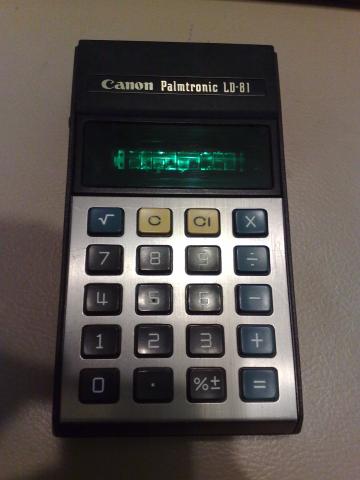 Canon Palmtronic LD-81
√ C CI X
7 8 9 ÷
4 5 6 −
1 2 3 +
0 · %± =